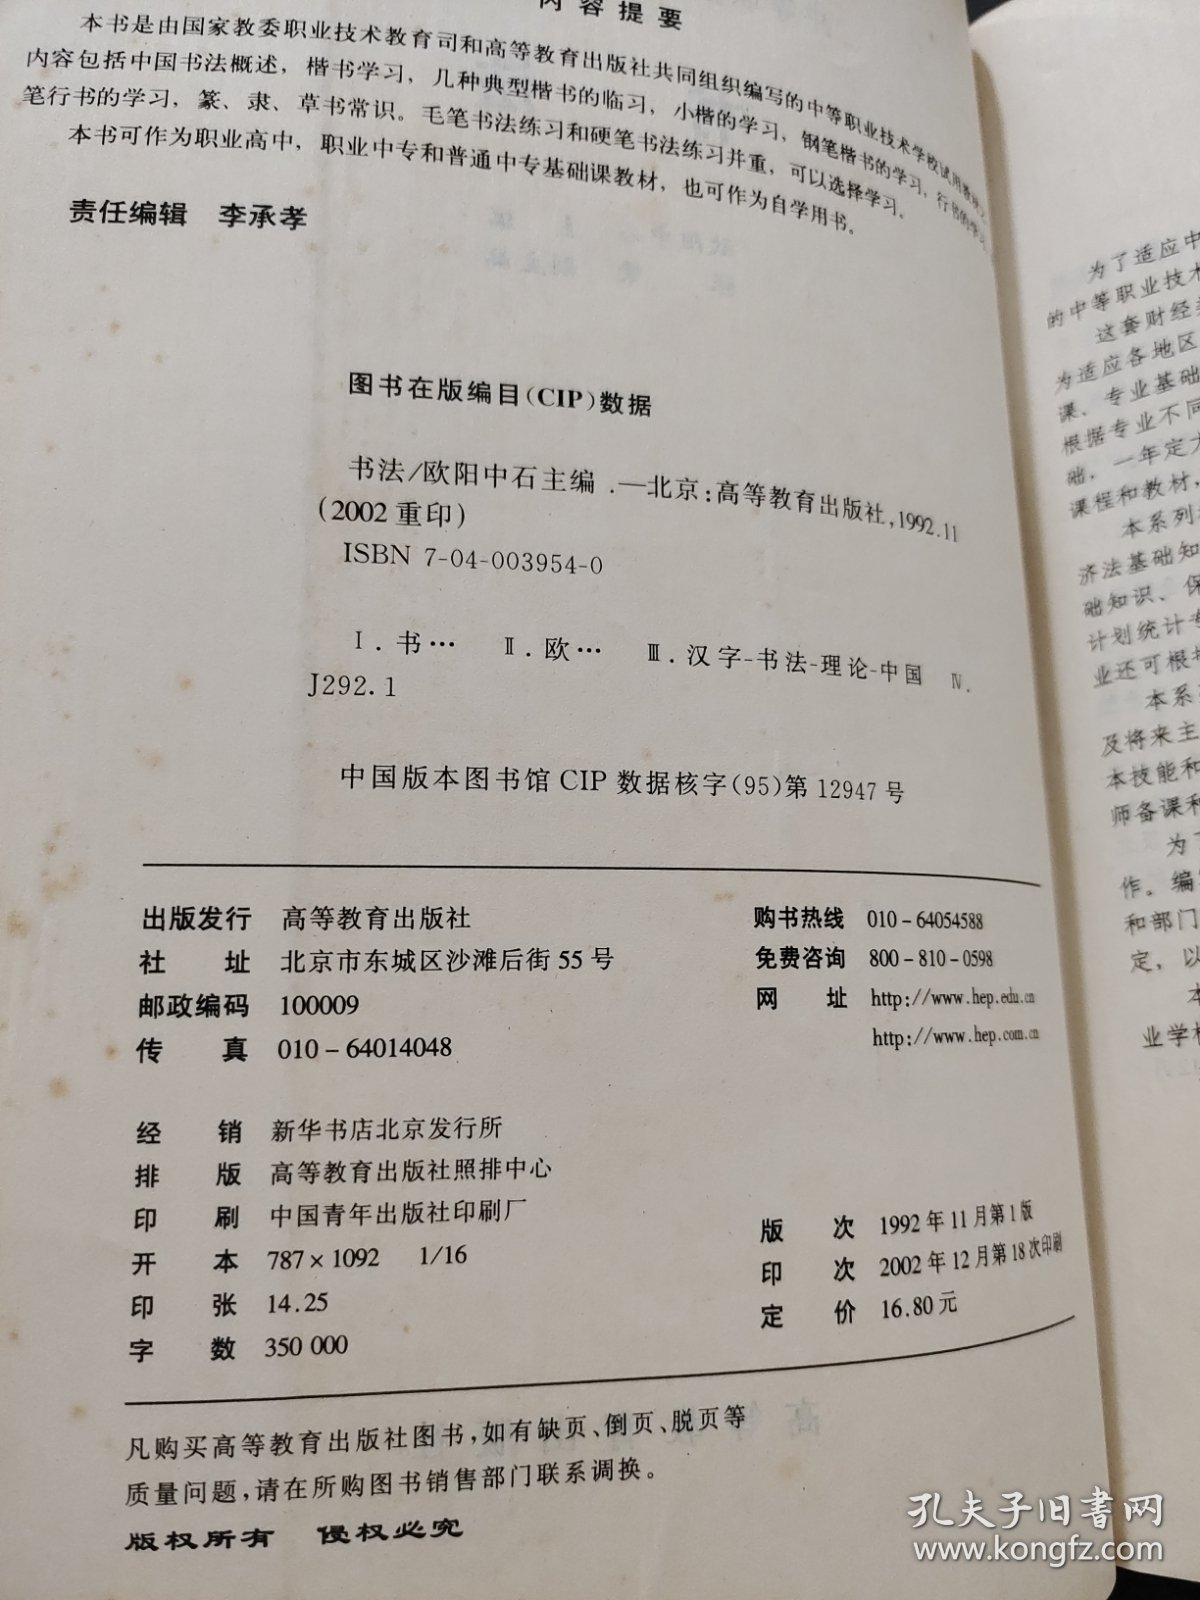 内容提要
本书是由国家教委职业技术教育司和高等教育出版社共同组织编写的中等职业技术学校试用教材
内容包括中国书法概述，楷书学习，几种典型楷书的临习，小楷的学习，钢笔楷书的学习，行书的学习
笔行书的学习，篆、隶、草书常识。毛笔书法练习和硬笔书法练习并重，可以选择学习。
本书可作为职业高中，职业中专和普通中专基础课教材，也可作为自学用书。
责任编辑 李承孝
图书在版编目(CIP)数据
书法/欧阳中石主编.—北京:高等教育出版社,1992.11
(2002重印)
ISBN 7-04-003954-0
Ⅰ.书… Ⅱ.欧… Ⅲ.汉字-书法-理论-中国 Ⅳ.
J292.1
中国版本图书馆CIP数据核字(95)第12947号
出版发行 高等教育出版社
社 址 北京市东城区沙滩后街55号
邮政编码 100009
传 真 010-64014048
购书热线 010-64054588
免费咨询 800-810-0598
网 址 http://www.hep.edu.cn
http://www.hep.com.cn
经 销 新华书店北京发行所
排 版 高等教育出版社照排中心
印 刷 中国青年出版社印刷厂
开 本 787×1092 1/16
印 张 14.25
字 数 350 000
版 次 1992年11月第1版
印 次 2002年12月第18次印刷
定 价 16.80元
凡购买高等教育出版社图书,如有缺页、倒页、脱页等
质量问题,请在所购图书销售部门联系调换。
版权所有 侵权必究
为了适应中
的中等职业技术
这套财经类
为适应各地区
课、专业基础
根据专业不同
础，一年定
课程和教材，
本系列
济法基础知
础知识、保
计划统计专
业还可根据
本系
及将来主
本技能和
师备课和
为了
作。编
和部门
定，以
本
业学校
孔夫子旧书网
www.kongfz.com